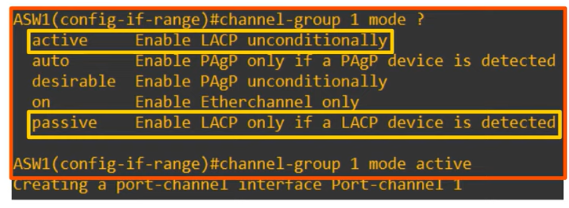 ASW1(config-if-range)#channel-group 1 mode ?
active Enable LACP unconditionally
auto Enable PAgP only if a PAgP device is detected
desirable Enable PAgP unconditionally
on Enable Etherchannel only
passive Enable LACP only if a LACP device is detected
ASW1(config-if-range)#channel-group 1 mode active
Creating a port-channel interface Port-channel 1